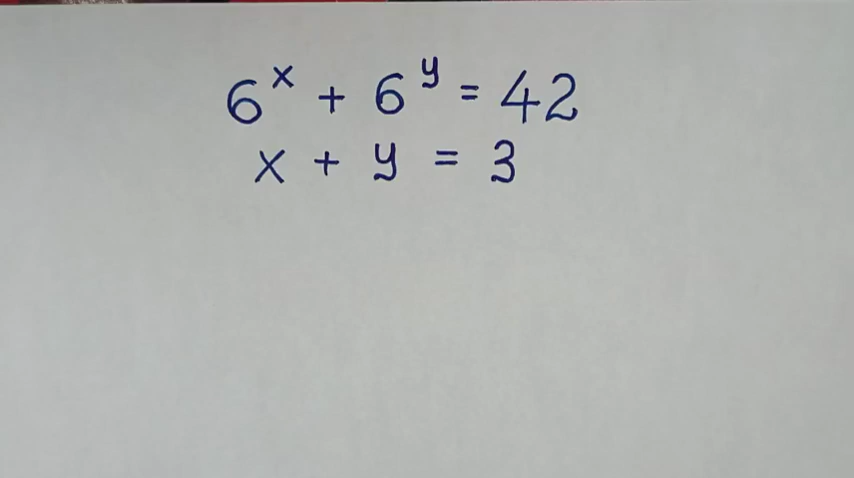 6^x + 6^y = 42
x + y = 3